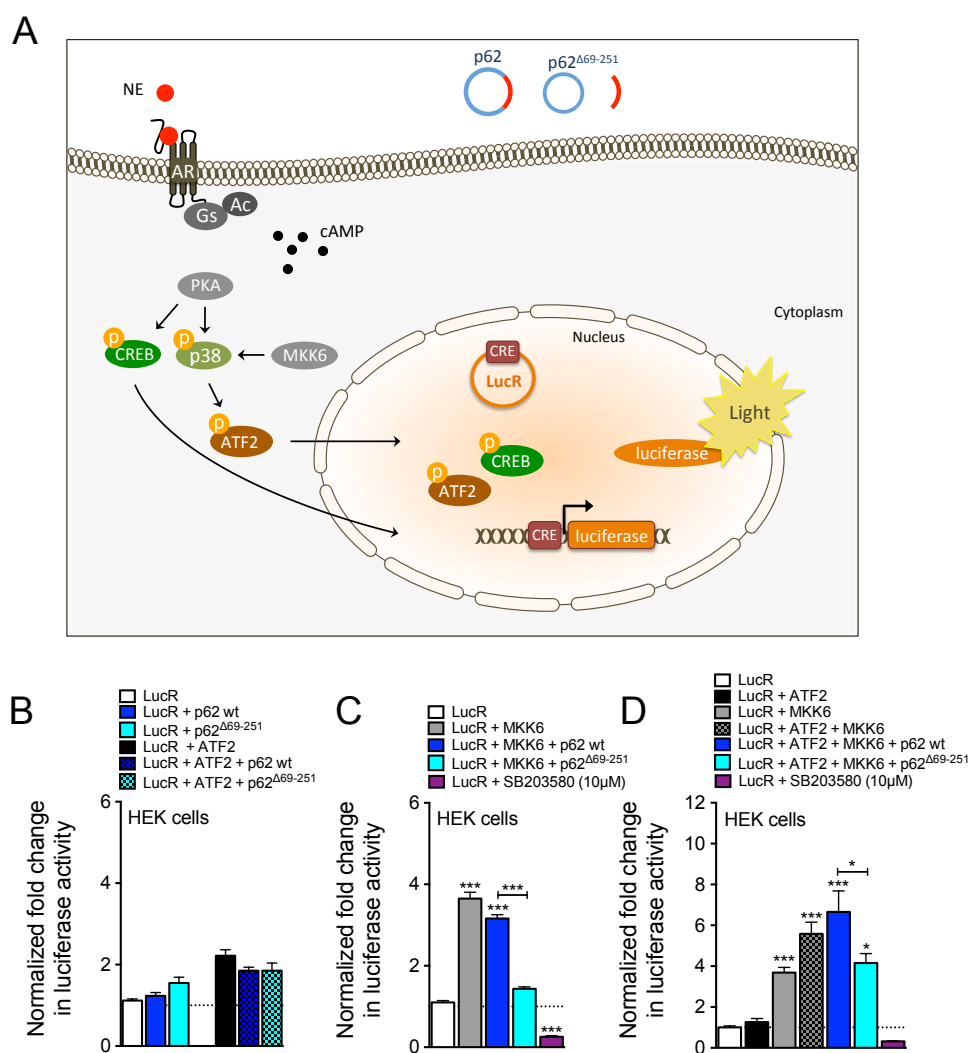 A
p62
p62Δ69-251
NE
AR
Gs
Ac
cAMP
PKA
Cytoplasm
Nucleus
p
CREB
p
p38
MKK6
CRE
LucR
Light
p
ATF2
p
CREB
luciferase
p
ATF2
CRE
luciferase
B
LucR
LucR + p62 wt
LucR + p62Δ69-251
LucR + ATF2
LucR + ATF2 + p62 wt
LucR + ATF2 + p62Δ69-251
Normalized fold change
in luciferase activity
6
4
2
0
HEK cells
C
LucR
LucR + MKK6
LucR + MKK6 + p62 wt
LucR + MKK6 + p62Δ69-251
LucR + SB203580 (10µM)
Normalized fold change
in luciferase activity
6
4
2
0
HEK cells
***
***
***
***
D
LucR
LucR + ATF2
LucR + MKK6
LucR + ATF2 + MKK6
LucR + ATF2 + MKK6 + p62 wt
LucR + ATF2 + MKK6 + p62Δ69-251
LucR + SB203580 (10µM)
Normalized fold change
in luciferase activity
12
10
8
6
4
2
0
HEK cells
*
***
***
***
*